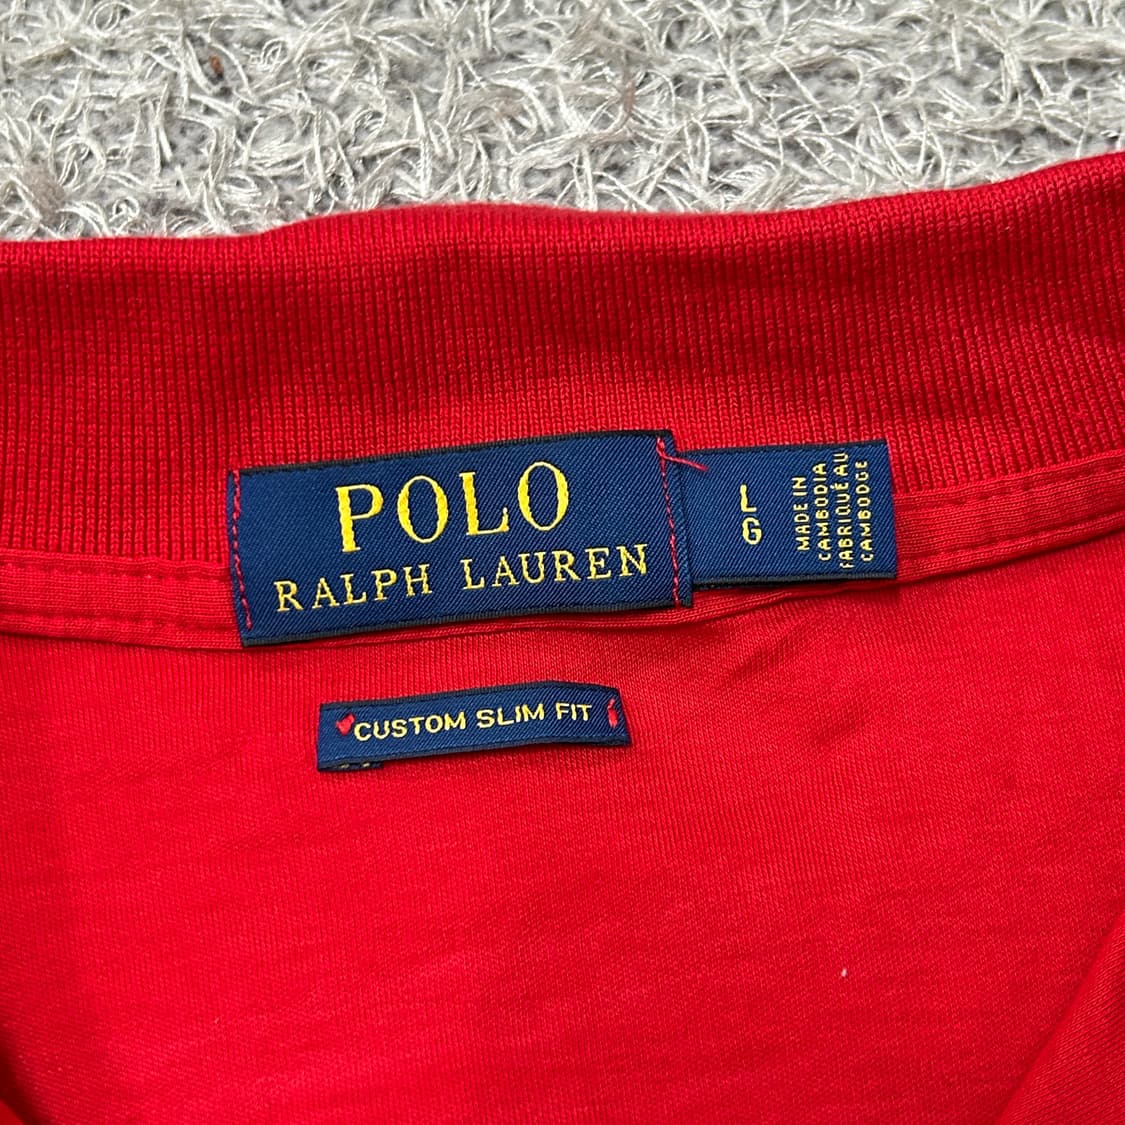 POLO
RALPH LAUREN
L
G
MADE IN
CAMBODIA
FABRIQUÉ AU
CAMBODGE
CUSTOM SLIM FIT